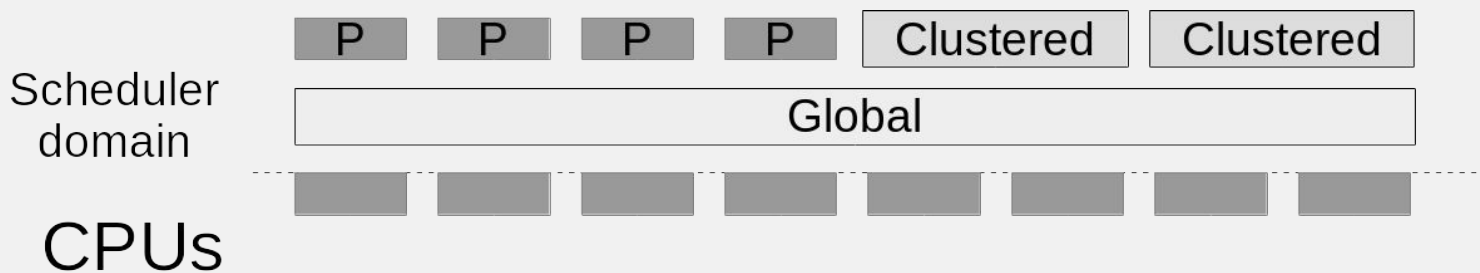 P P P P Clustered Clustered
Scheduler
domain
Global
CPUs